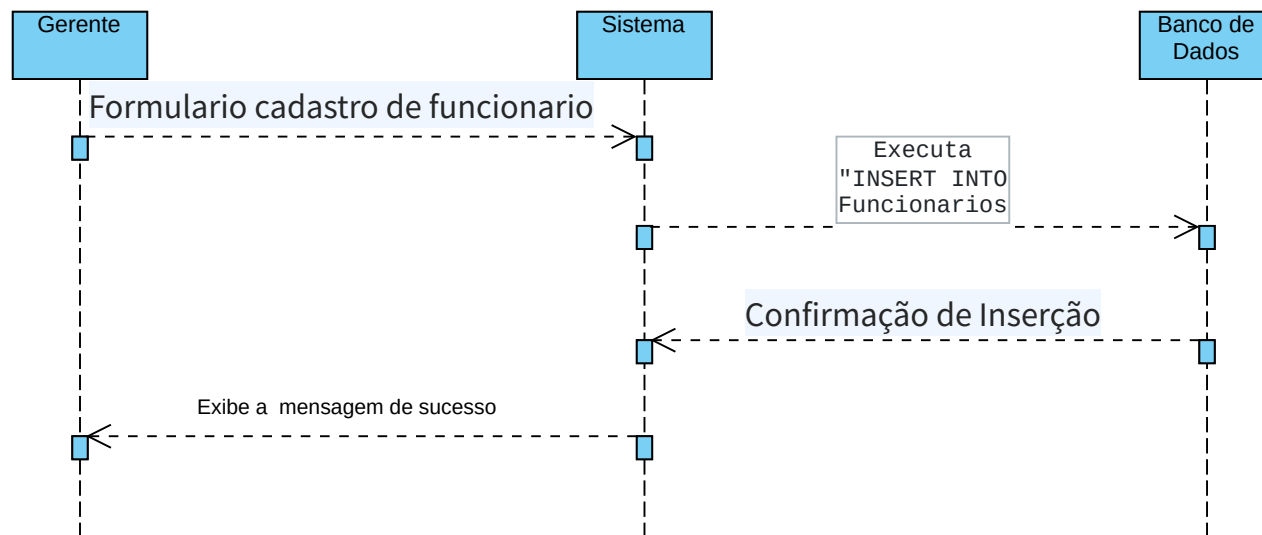 Gerente
Sistema
Banco de
Dados
Formulario cadastro de funcionario
Executa
"INSERT INTO
Funcionarios
Confirmação de Inserção
Exibe a  mensagem de sucesso